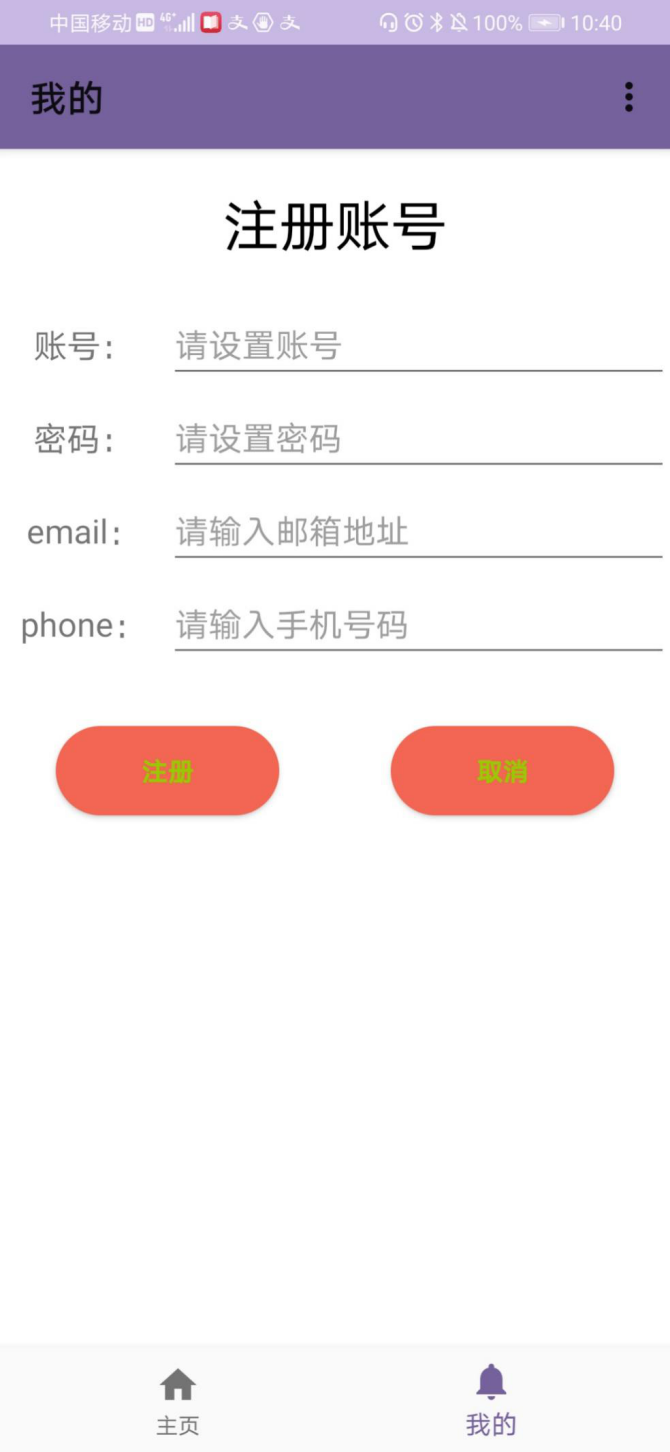 中国移动 HD 4G+ 支 支 100% 10:40
我的
注册账号
账号: 请设置账号
密码: 请设置密码
email: 请输入邮箱地址
phone: 请输入手机号码
注册 取消
主页 我的